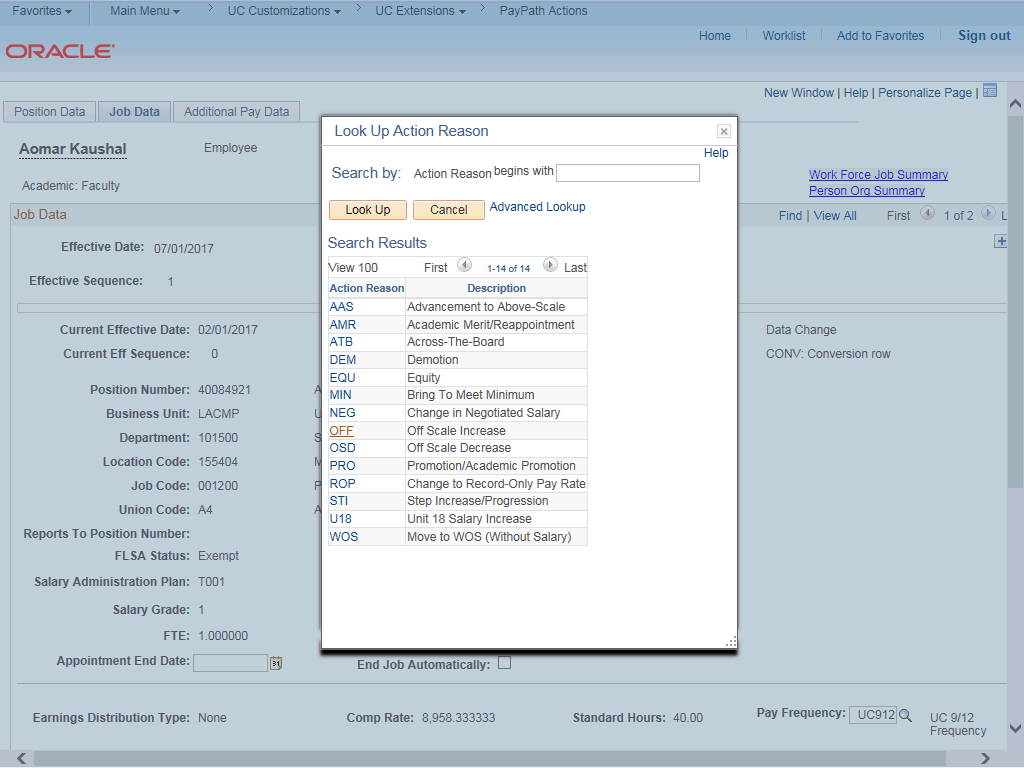 Favorites Main Menu > UC Customizations > UC Extensions > PayPath Actions
Home Worklist Add to Favorites Sign out
ORACLE
New Window | Help | Personalize Page |
Position Data Job Data Additional Pay Data
Aomar Kaushal Employee
Academic: Faculty
Work Force Job Summary
Person Org Summary
Job Data Find | View All First 1 of 2 L
Effective Date: 07/01/2017
Effective Sequence: 1
Current Effective Date: 02/01/2017 Data Change
Current Eff Sequence: 0 CONV: Conversion row
Position Number: 40084921 A
Business Unit: LACMP U
Department: 101500 S
Location Code: 155404 M
Job Code: 001200
Union Code: A4 A
Reports To Position Number:
FLSA Status: Exempt
Salary Administration Plan: T001
Salary Grade: 1
FTE: 1.000000
Appointment End Date: 31 End Job Automatically:
Earnings Distribution Type: None Comp Rate: 8,958.333333 Standard Hours: 40.00 Pay Frequency: UC912 UC 9/12
Frequency
Look Up Action Reason ×
Help
Search by: Action Reason begins with
Look Up Cancel Advanced Lookup
Search Results
View 100 First 1-14 of 14 Last
Action Reason Description
AAS Advancement to Above-Scale
AMR Academic Merit/Reappointment
ATB Across-The-Board
DEM Demotion
EQU Equity
MIN Bring To Meet Minimum
NEG Change in Negotiated Salary
OFF Off Scale Increase
OSD Off Scale Decrease
PRO Promotion/Academic Promotion
ROP Change to Record-Only Pay Rate
STI Step Increase/Progression
U18 Unit 18 Salary Increase
WOS Move to WOS (Without Salary)